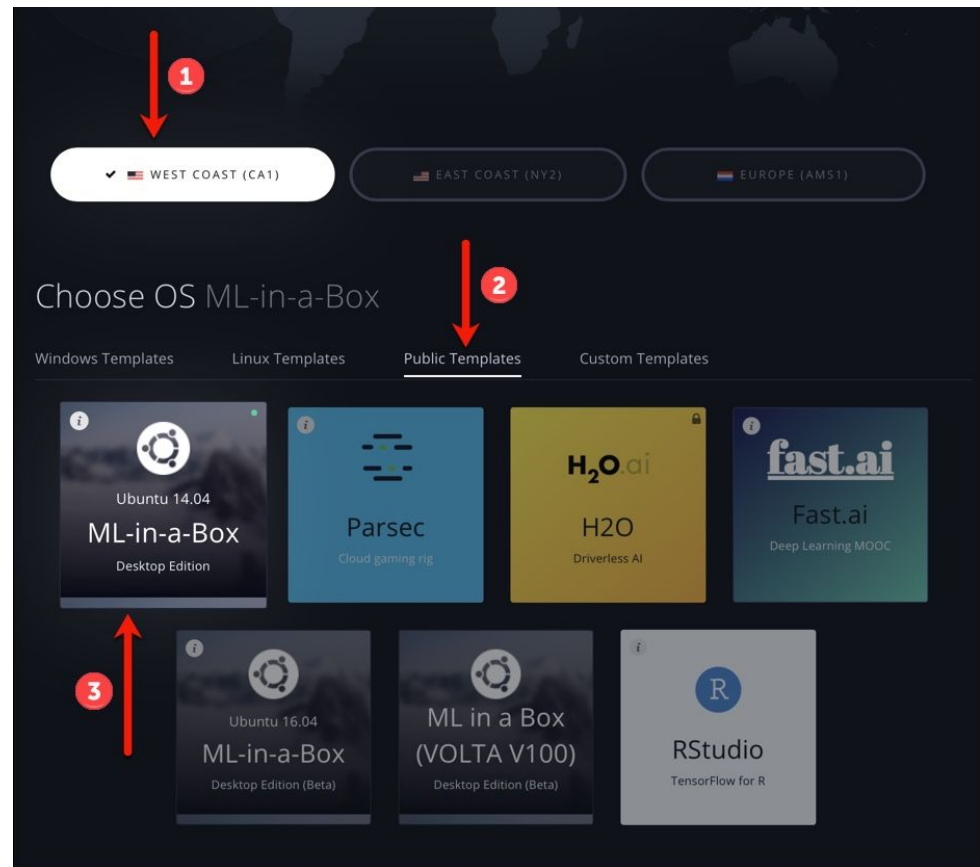 1
WEST COAST (CA1)
EAST COAST (NY2)
EUROPE (AMS1)
2
Choose OS ML-in-a-Box
Windows Templates
Linux Templates
Public Templates
Custom Templates
i
Ubuntu 14.04
ML-in-a-Box
Desktop Edition
i
Parsec
Cloud gaming rig
H2O.ai
H2O
Driverless AI
i
fast.ai
Fast.ai
Deep Learning MOOC
3
i
Ubuntu 16.04
ML-in-a-Box
Desktop Edition (Beta)
ML in a Box
(VOLTA V100)
Desktop Edition (Beta)
i
R
RStudio
TensorFlow for R